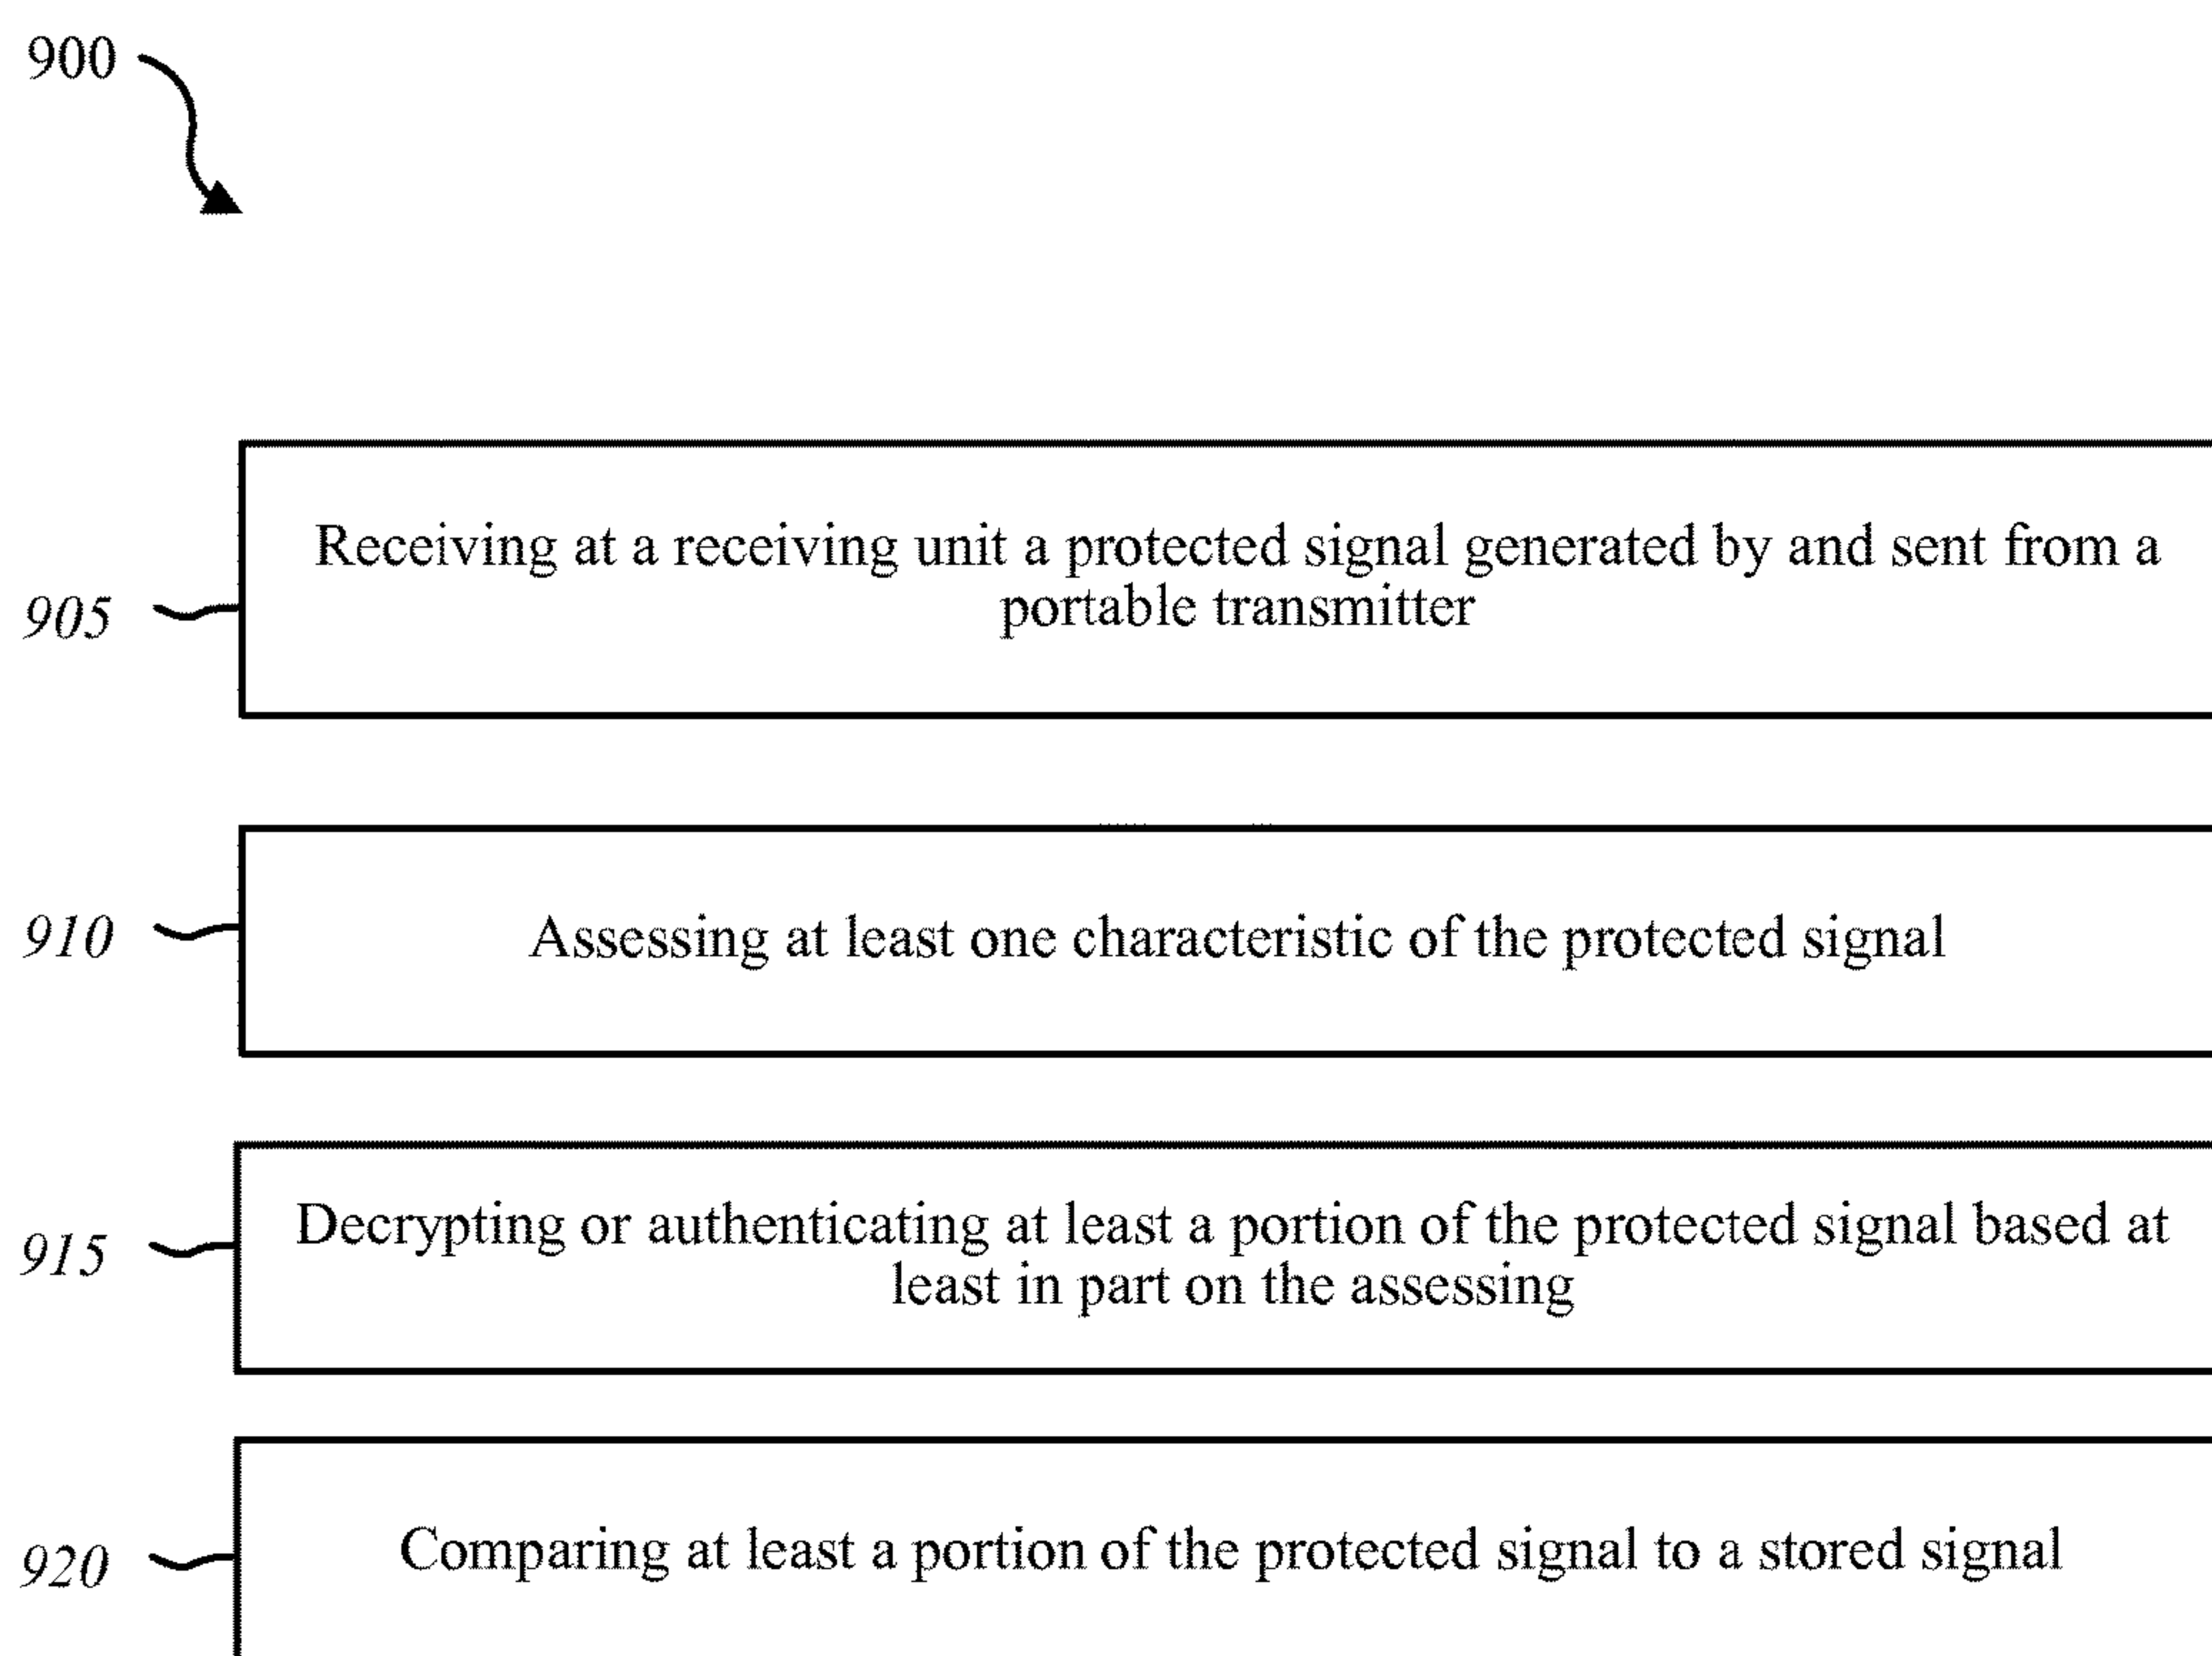 900
Receiving at a receiving unit a protected signal generated by and sent from a
portable transmitter
905
Assessing at least one characteristic of the protected signal
910
Decrypting or authenticating at least a portion of the protected signal based at
least in part on the assessing
915
Comparing at least a portion of the protected signal to a stored signal
920